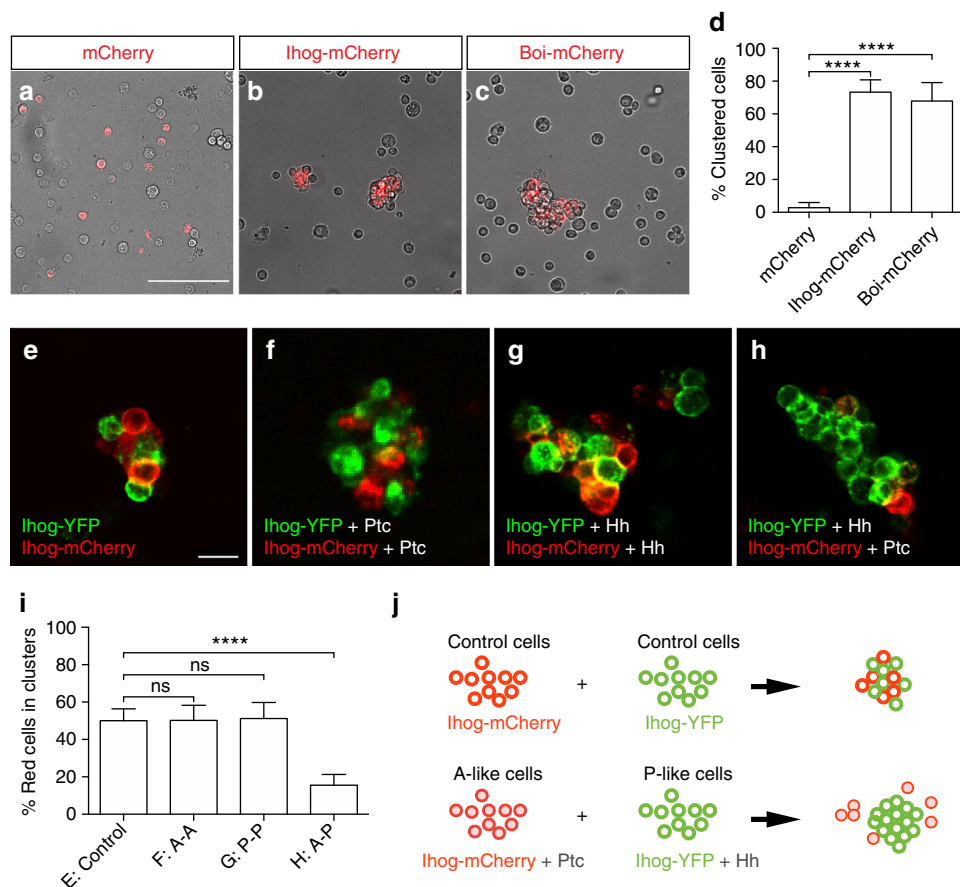 mCherry
Ihog-mCherry
Boi-mCherry
a
b
c
d
% Clustered cells
100
80
60
40
20
0
****
****
mCherry
Ihog-mCherry
Boi-mCherry
e
Ihog-YFP
Ihog-mCherry
f
Ihog-YFP + Ptc
Ihog-mCherry + Ptc
g
Ihog-YFP + Hh
Ihog-mCherry + Hh
h
Ihog-YFP + Hh
Ihog-mCherry + Ptc
i
% Red cells in clusters
100
80
60
40
20
0
****
ns
ns
E: Control
F: A-A
G: P-P
H: A-P
j
Control cells
Control cells
+
Ihog-mCherry
Ihog-YFP
A-like cells
P-like cells
+
Ihog-mCherry + Ptc
Ihog-YFP + Hh